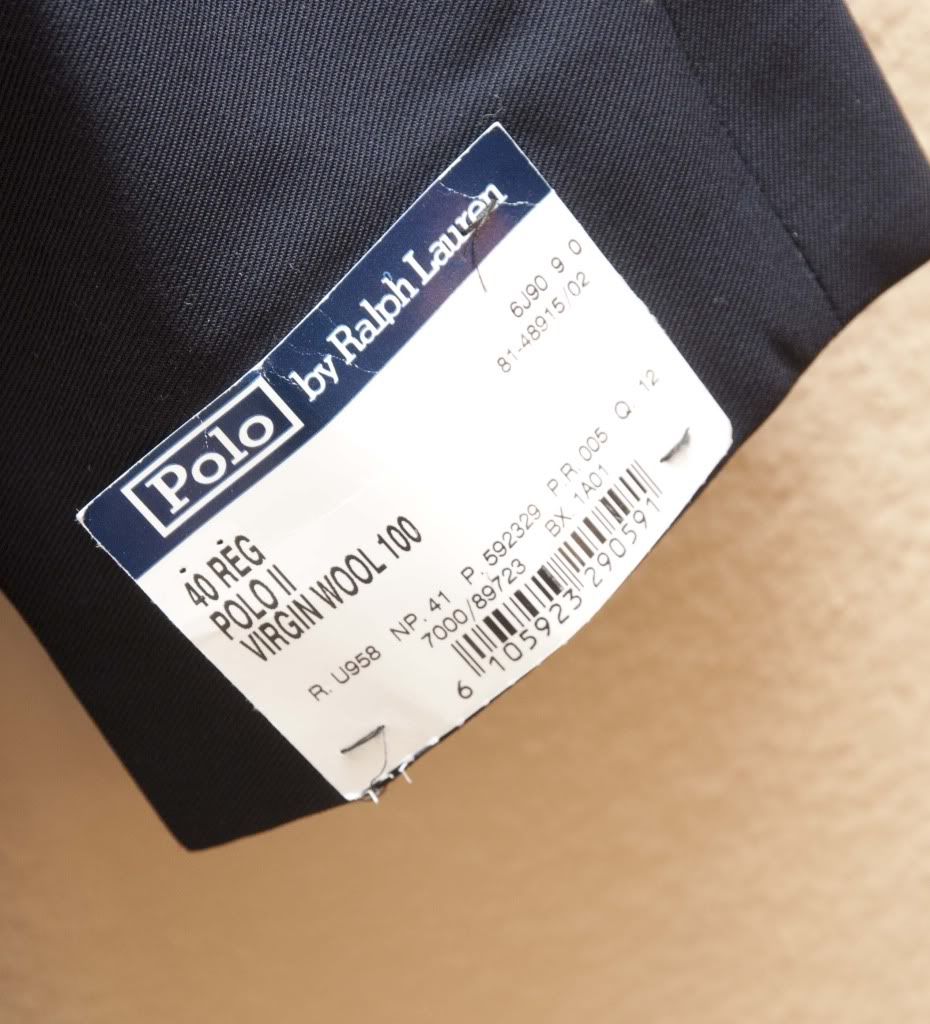 Polo by Ralph Lauren
6J90 9 0
81-48915/02
40 REG
POLO II
VIRGIN WOOL 100
R. U958 NP. 41 P. 592329 P.R. 005 Q. 12
7000/89723 BX 1A01
6 105923 290591